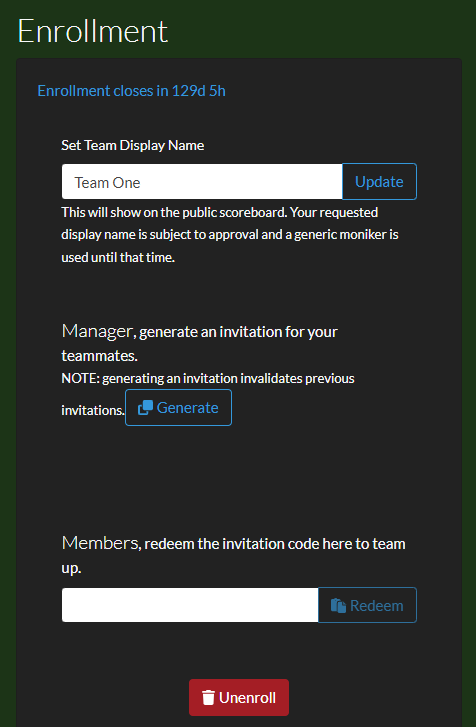 Enrollment
Enrollment closes in 129d 5h
Set Team Display Name
Team One
Update
This will show on the public scoreboard. Your requested
display name is subject to approval and a generic moniker is
used until that time.
Manager, generate an invitation for your
teammates.
NOTE: generating an invitation invalidates previous
invitations. Generate
Members, redeem the invitation code here to team
up.
Redeem
Unenroll